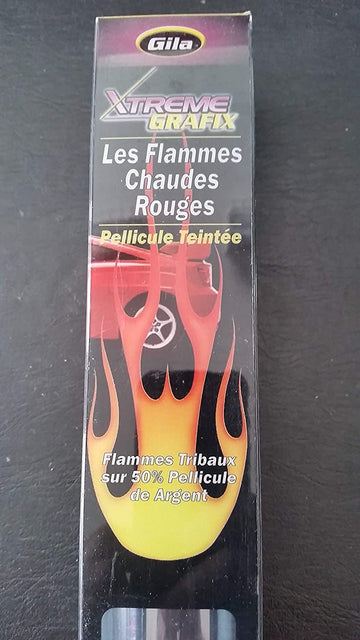 Gila
XTREME
GRAFIX
Les Flammes
Chaudes
Rouges
Pellicule Teintée
Flammes Tribaux
sur 50% Pellicule
de Argent